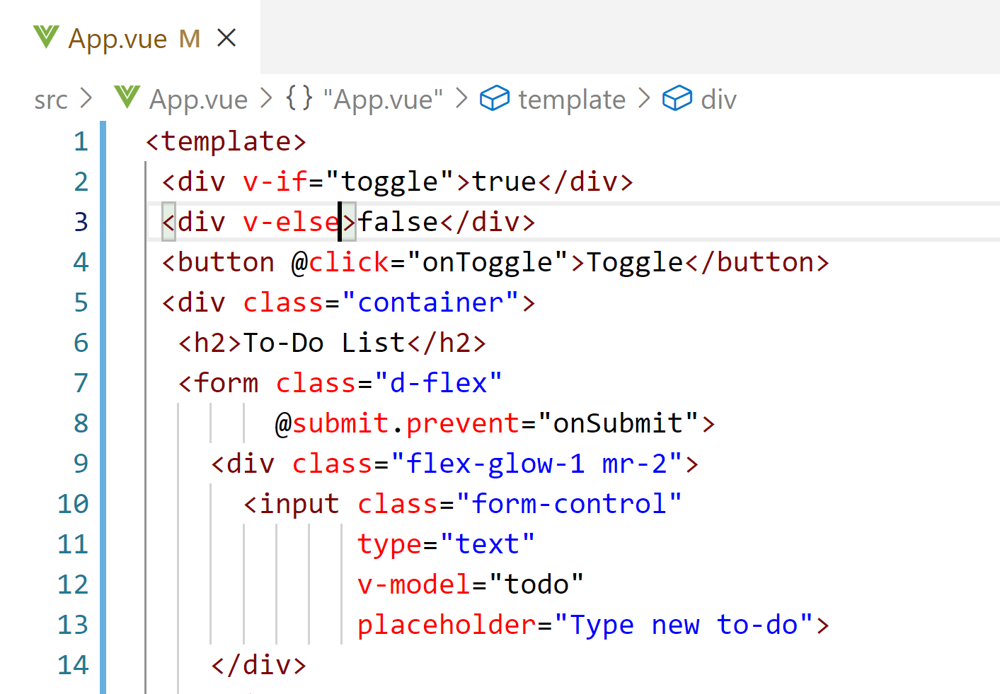 App.vue M
src > App.vue > {} "App.vue" > template > div
1 <template>
2 <div v-if="toggle">true</div>
3 <div v-else>false</div>
4 <button @click="onToggle">Toggle</button>
5 <div class="container">
6 <h2>To-Do List</h2>
7 <form class="d-flex"
8 @submit.prevent="onSubmit">
9 <div class="flex-glow-1 mr-2">
10 <input class="form-control"
11 type="text"
12 v-model="todo"
13 placeholder="Type new to-do">
14 </div>